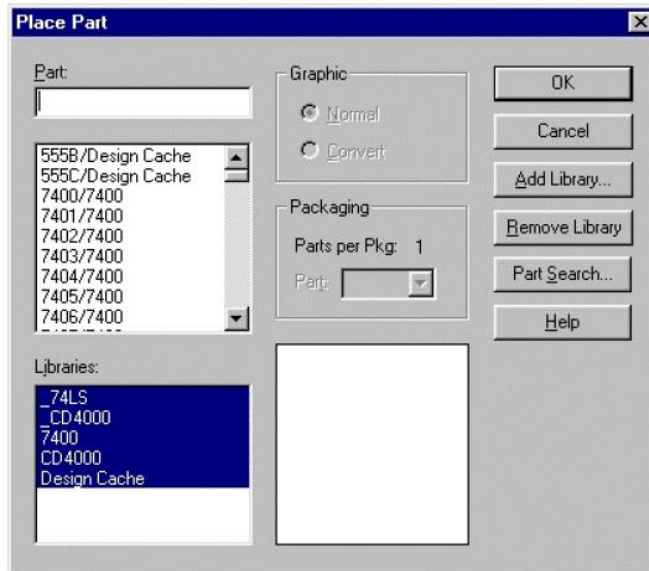 Place Part
Part:
555B/Design Cache
555C/Design Cache
7400/7400
7401/7400
7402/7400
7403/7400
7404/7400
7405/7400
7406/7400
Libraries:
_74LS
_CD4000
7400
CD4000
Design Cache
Graphic
Normal
Convert
Packaging
Parts per Pkg: 1
Part:
OK
Cancel
Add Library...
Remove Library
Part Search...
Help